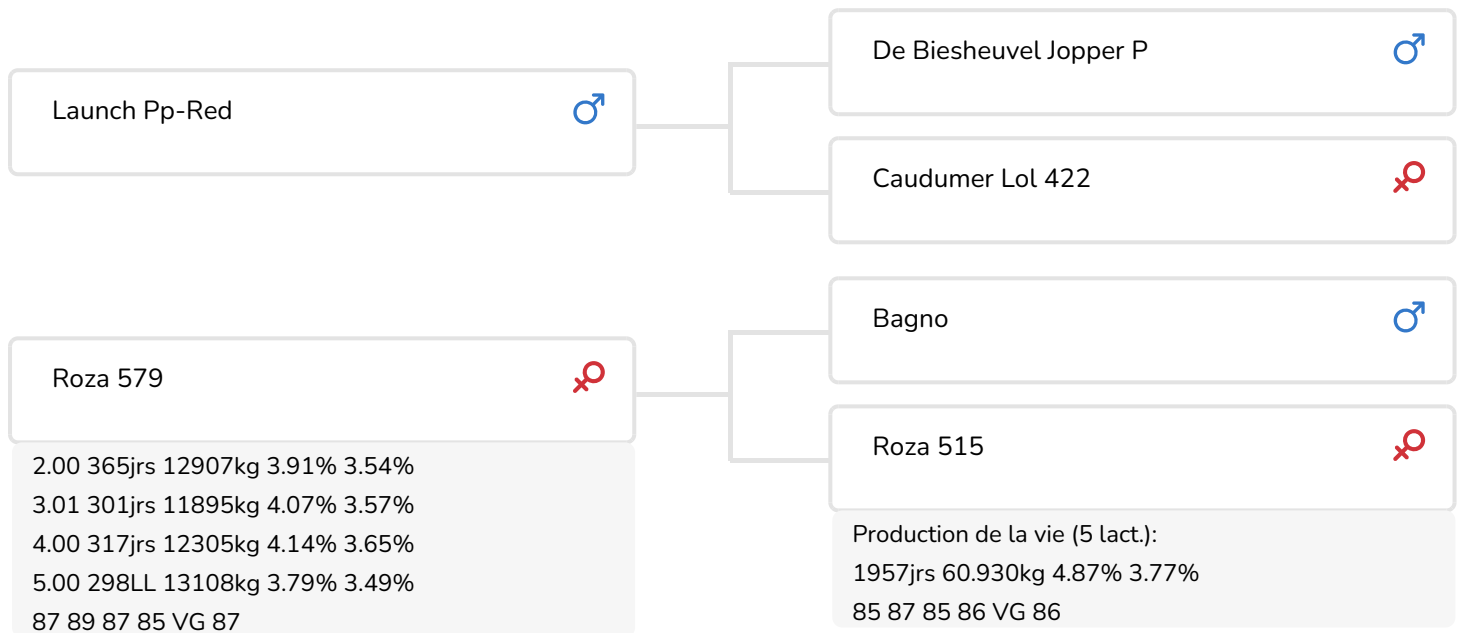 Launch Pp-Red
De Biesheuvel Jopper P
Caudumer Lol 422
Roza 579
2.00 365jrs 12907kg 3.91% 3.54%
3.01 301jrs 11895kg 4.07% 3.57%
4.00 317jrs 12305kg 4.14% 3.65%
5.00 298LL 13108kg 3.79% 3.49%
87 89 87 85 VG 87
Bagno
Roza 515
Production de la vie (5 lact.):
1957jrs 60.930kg 4.87% 3.77%
85 87 85 86 VG 86